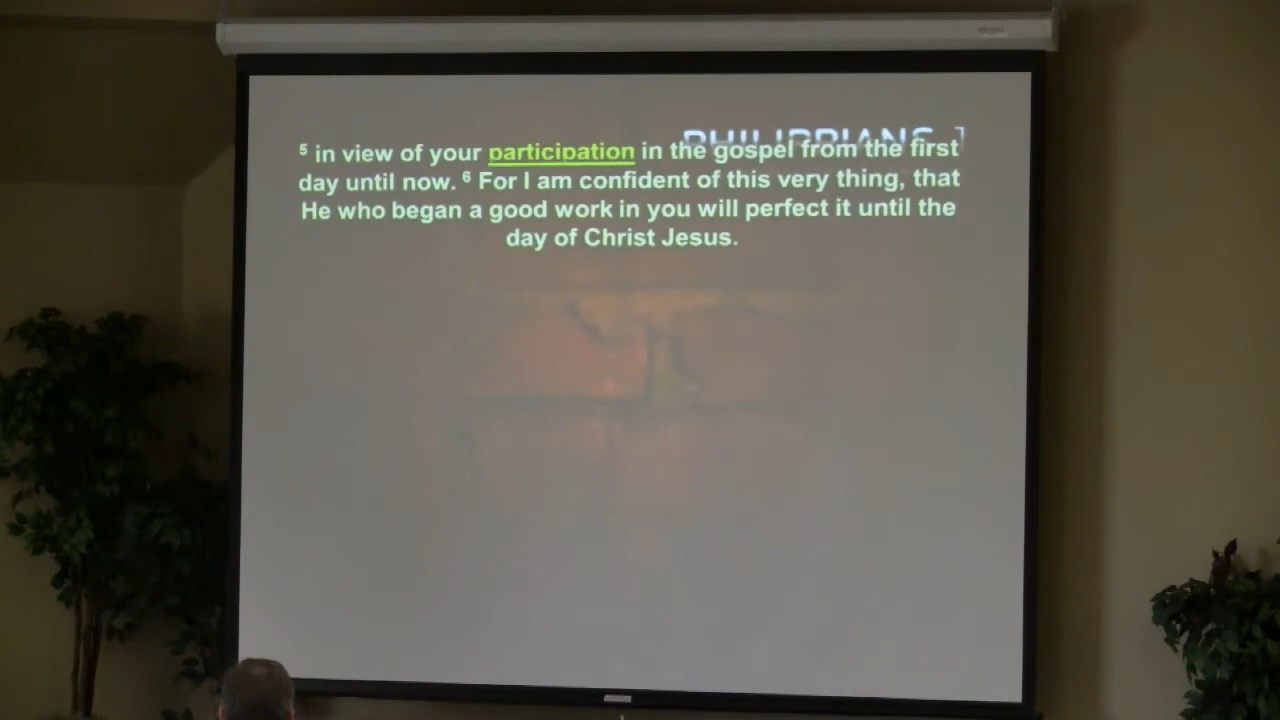 PHILIPPIANS 1
5 in view of your participation in the gospel from the first
day until now. 6 For I am confident of this very thing, that
He who began a good work in you will perfect it until the
day of Christ Jesus.